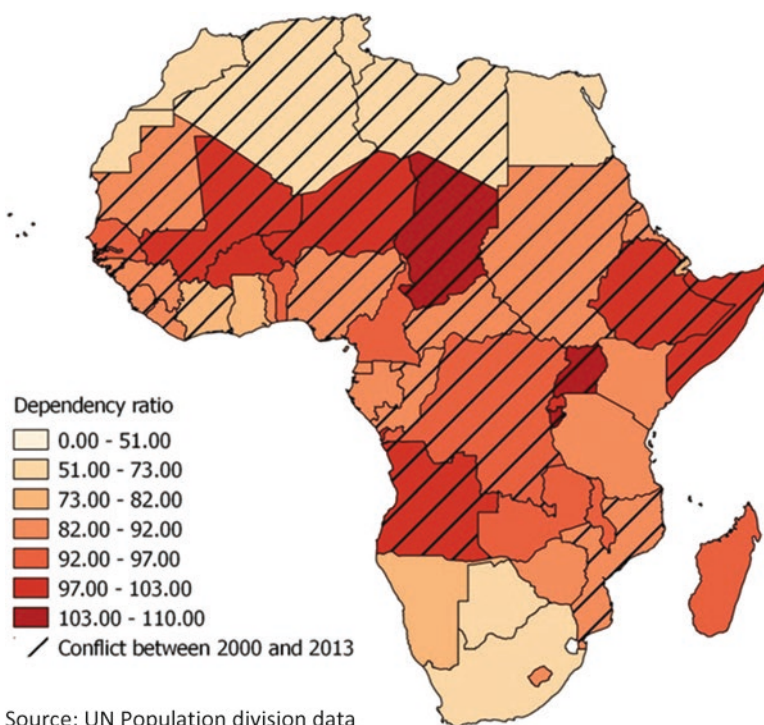 Dependency ratio
0.00 - 51.00
51.00 - 73.00
73.00 - 82.00
82.00 - 92.00
92.00 - 97.00
97.00 - 103.00
103.00 - 110.00
Conflict between 2000 and 2013
Source: UN Population division data